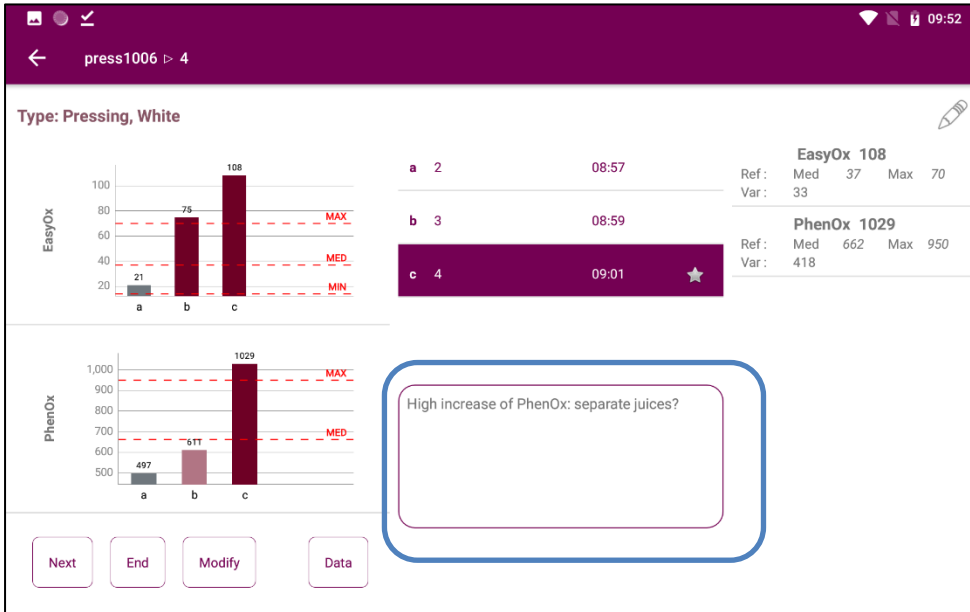 09:52
press1006 ▷ 4
Type: Pressing, White
EasyOx
100
80
60
40
20
21
75
108
MAX
MED
MIN
a b c
PhenOx
1,000
900
800
700
600
500
497
611
1029
MAX
MED
a b c
Next End Modify Data
a 2 08:57
b 3 08:59
c 4 09:01
EasyOx 108
Ref : Med 37 Max 70
Var : 33
PhenOx 1029
Ref : Med 662 Max 950
Var : 418
High increase of PhenOx: separate juices?